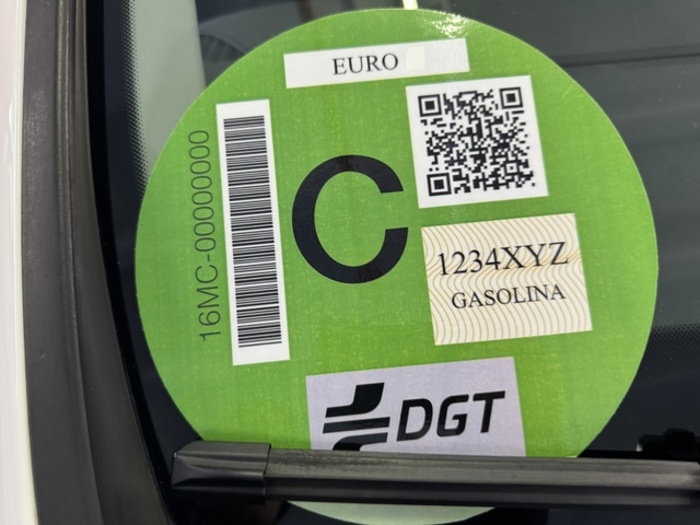 EURO
16MC-00000000
C
1234XYZ
GASOLINA
DGT